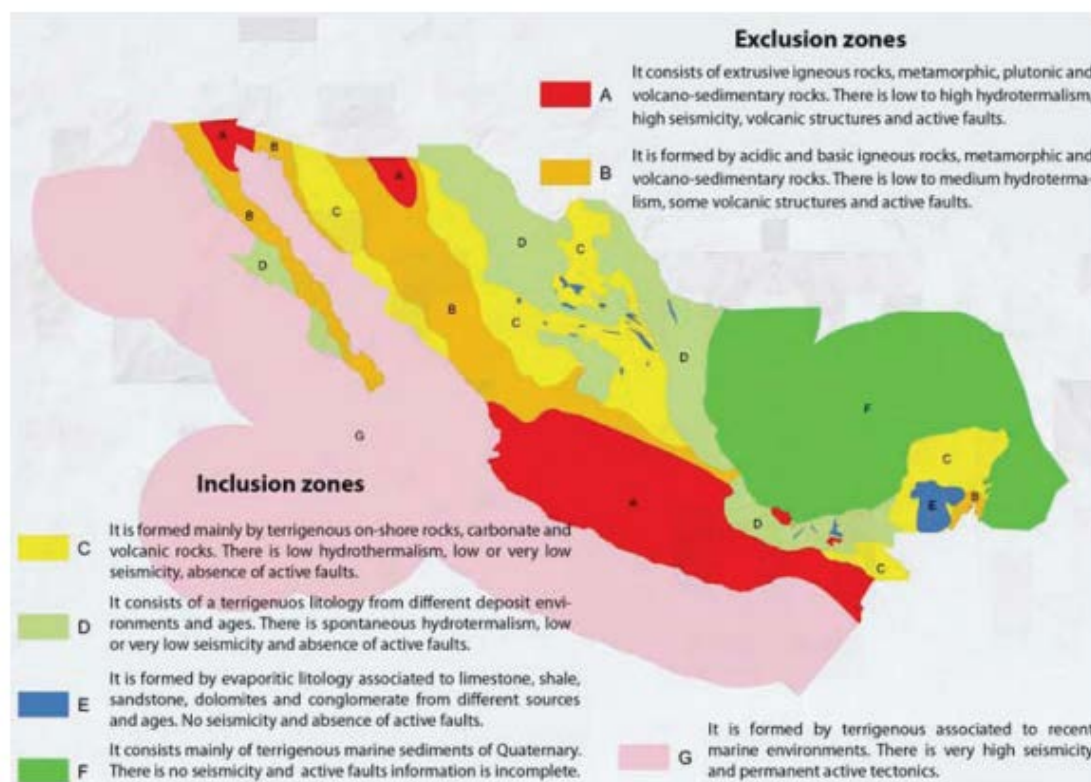 Exclusion zones
A It consists of extrusive igneous rocks, metamorphic, plutonic and
volcano-sedimentary rocks. There is low to high hydrotermalism,
high seismicity, volcanic structures and active faults.
B It is formed by acidic and basic igneous rocks, metamorphic and
volcano-sedimentary rocks. There is low to medium hydroterma-
lism, some volcanic structures and active faults.
A
B
A
C
B
D
D
C
B
C
D
F
G
C
E
B
A
D
C
Inclusion zones
C It is formed mainly by terrigenous on-shore rocks, carbonate and
volcanic rocks. There is low hydrothermalism, low or very low
seismicity, absence of active faults.
D It consists of a terrigenuos litology from different deposit envi-
ronments and ages. There is spontaneous hydrotermalism, low
or very low seismicity and absence of active faults.
E It is formed by evaporitic litology associated to limestone, shale,
sandstone, dolomites and conglomerate from different sources
and ages. No seismicity and absence of active faults.
F It consists mainly of terrigenous marine sediments of Quaternary.
There is no seismicity and active faults information is incomplete.
G It is formed by terrigenous associated to recent
marine environments. There is very high seismicity
and permanent active tectonics.